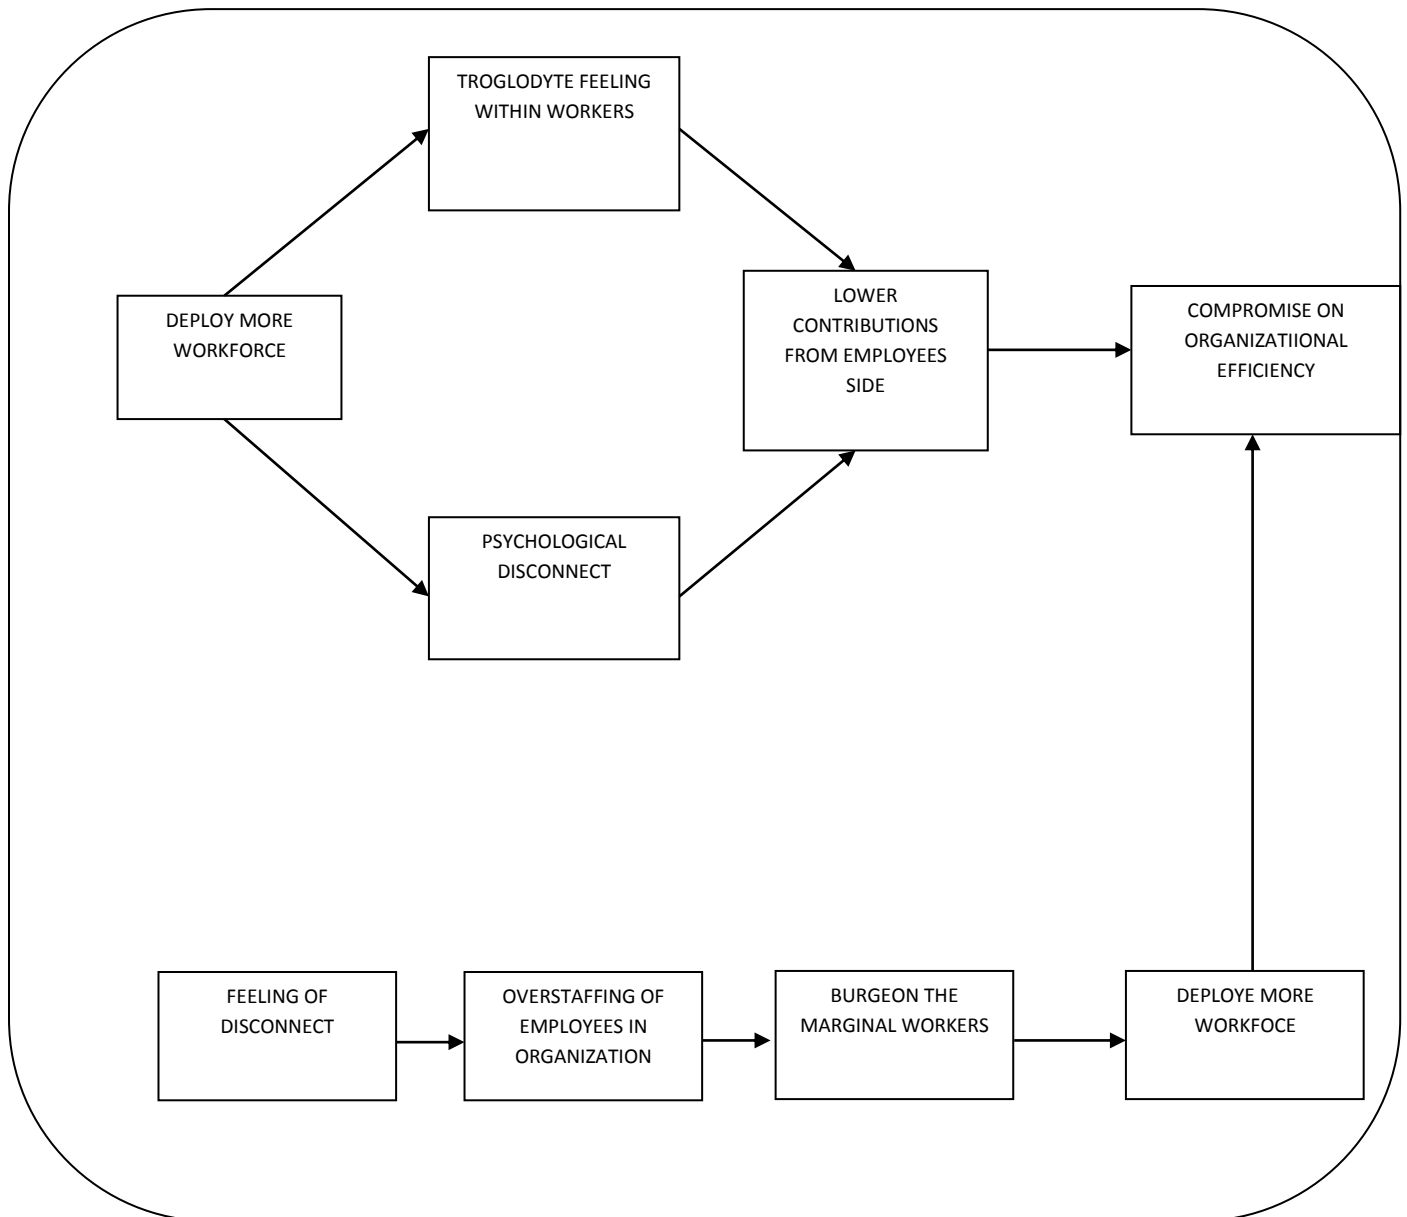 TROGLODYTE FEELING
WITHIN WORKERS
DEPLOY MORE
WORKFORCE
LOWER
CONTRIBUTIONS
FROM EMPLOYEES
SIDE
COMPROMISE ON
ORGANIZATIIONAL
EFFICIENCY
PSYCHOLOGICAL
DISCONNECT
FEELING OF
DISCONNECT
OVERSTAFFING OF
EMPLOYEES IN
ORGANIZATION
BURGEON THE
MARGINAL WORKERS
DEPLOYE MORE
WORKFOCE